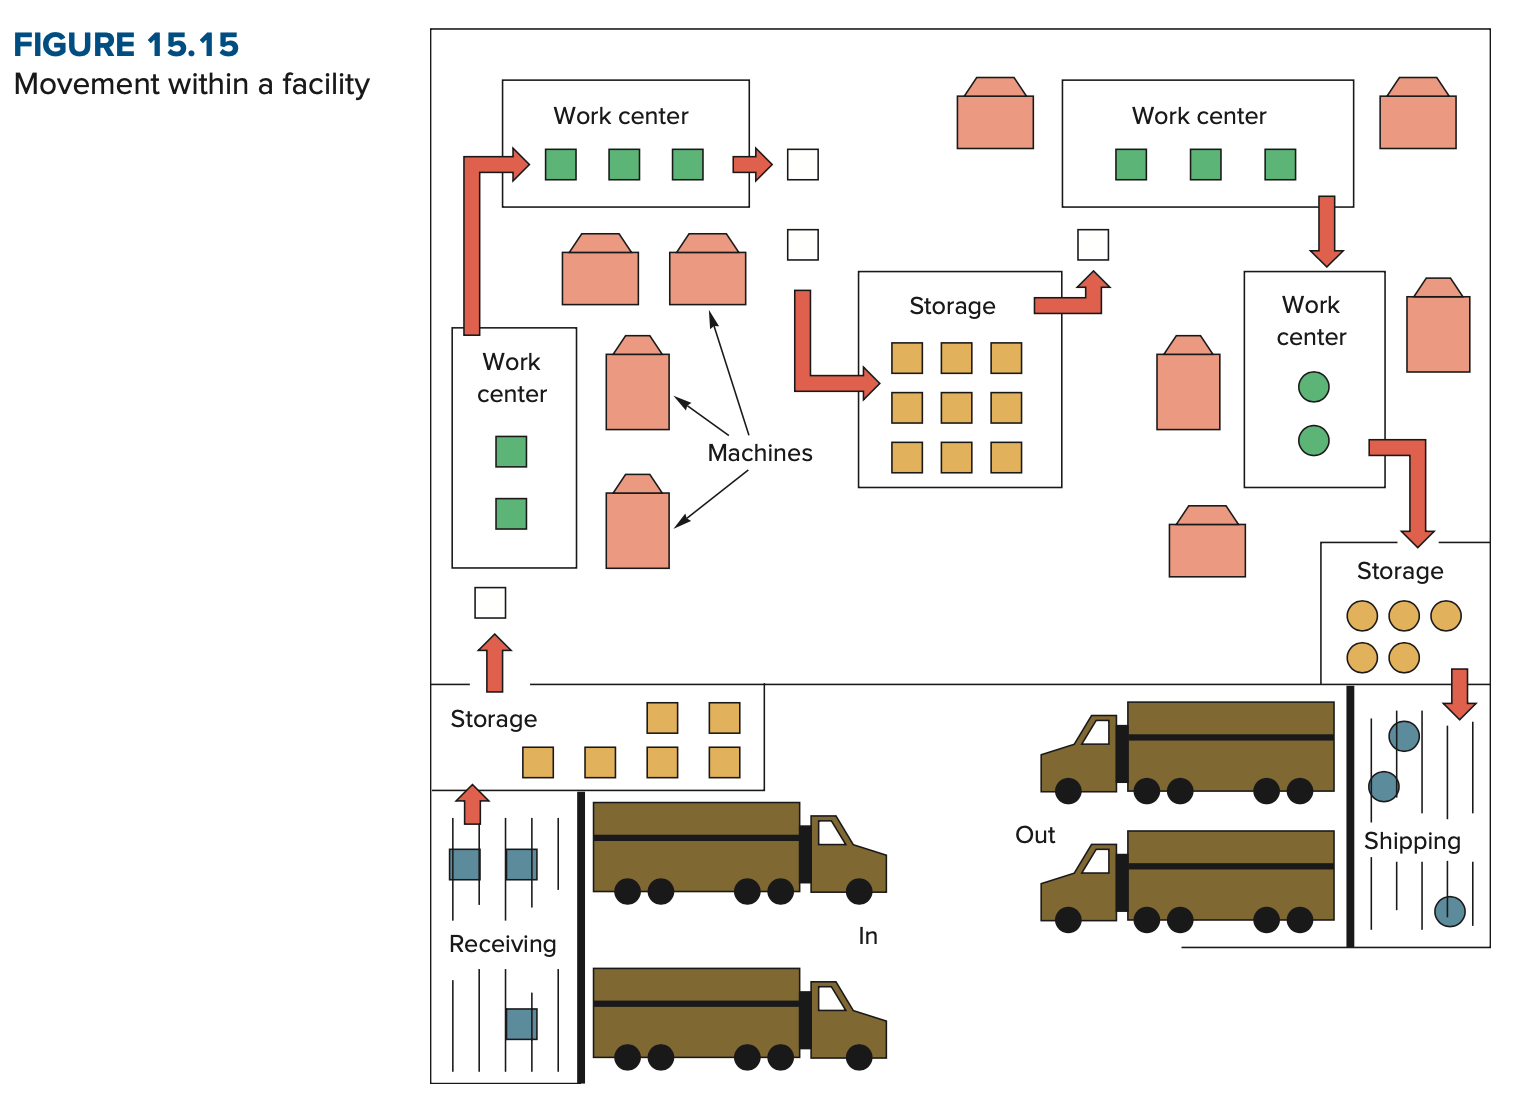 FIGURE 15.15
Movement within a facility
Work center
Work center
Storage
Work
center
Work
center
Machines
Storage
Storage
Out
Shipping
In
Receiving